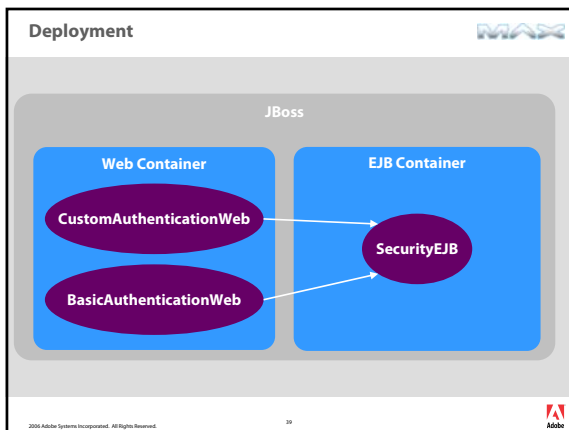 Deployment
MAX
JBoss
Web Container
EJB Container
CustomAuthenticationWeb
SecurityEJB
BasicAuthenticationWeb
2006 Adobe Systems Incorporated. All Rights Reserved.
39
Adobe